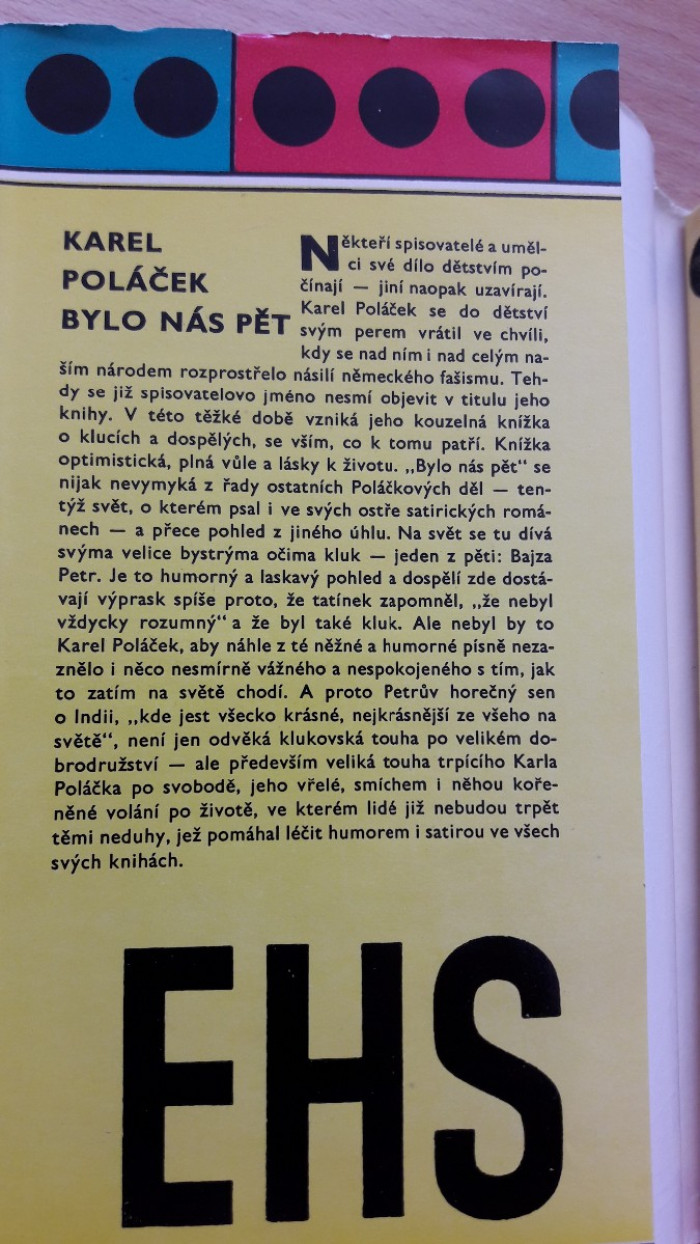 KAREL
POLÁČEK
BYLO NÁS PĚT
Někteří spisovatelé a uměl-
ci své dílo dětstvím po-
čínají — jiní naopak uzavírají.
Karel Poláček se do dětství
svým perem vrátil ve chvíli,
kdy se nad ním i nad celým na-
ším národem rozprostřelo násilí německého fašismu. Teh-
dy se již spisovatelovo jméno nesmí objevit v titulu jeho
knihy. V této těžké době vzniká jeho kouzelná knížka
o klucích a dospělých, se vším, co k tomu patří. Knížka
optimistická, plná vůle a lásky k životu. „Bylo nás pět“ se
nijak nevymyká z řady ostatních Poláčkových děl — ten-
týž svět, o kterém psal i ve svých ostře satirických romá-
nech — a přece pohled z jiného úhlu. Na svět se tu dívá
svýma velice bystrýma očima kluk — jeden z pěti: Bajza
Petr. Je to humorný a laskavý pohled a dospělí zde dostá-
vají výprask spíše proto, že tatínek zapomněl, „že nebyl
vždycky rozumný“ a že byl také kluk. Ale nebyl by to
Karel Poláček, aby náhle z té něžné a humorné písně neza-
znělo i něco nesmírně vážného a nespokojeného s tím, jak
to zatím na světě chodí. A proto Petrův horečný sen
o Indii, „kde jest všecko krásné, nejkrásnější ze všeho na
světě“, není jen odvěká klukovská touha po velikém do-
brodružství — ale především veliká touha trpícího Karla
Poláčka po svobodě, jeho vřelé, smíchem i něhou koře-
něné volání po životě, ve kterém lidé již nebudou trpět
těmi neduhy, jež pomáhal léčit humorem i satirou ve všech
svých knihách.
EHS